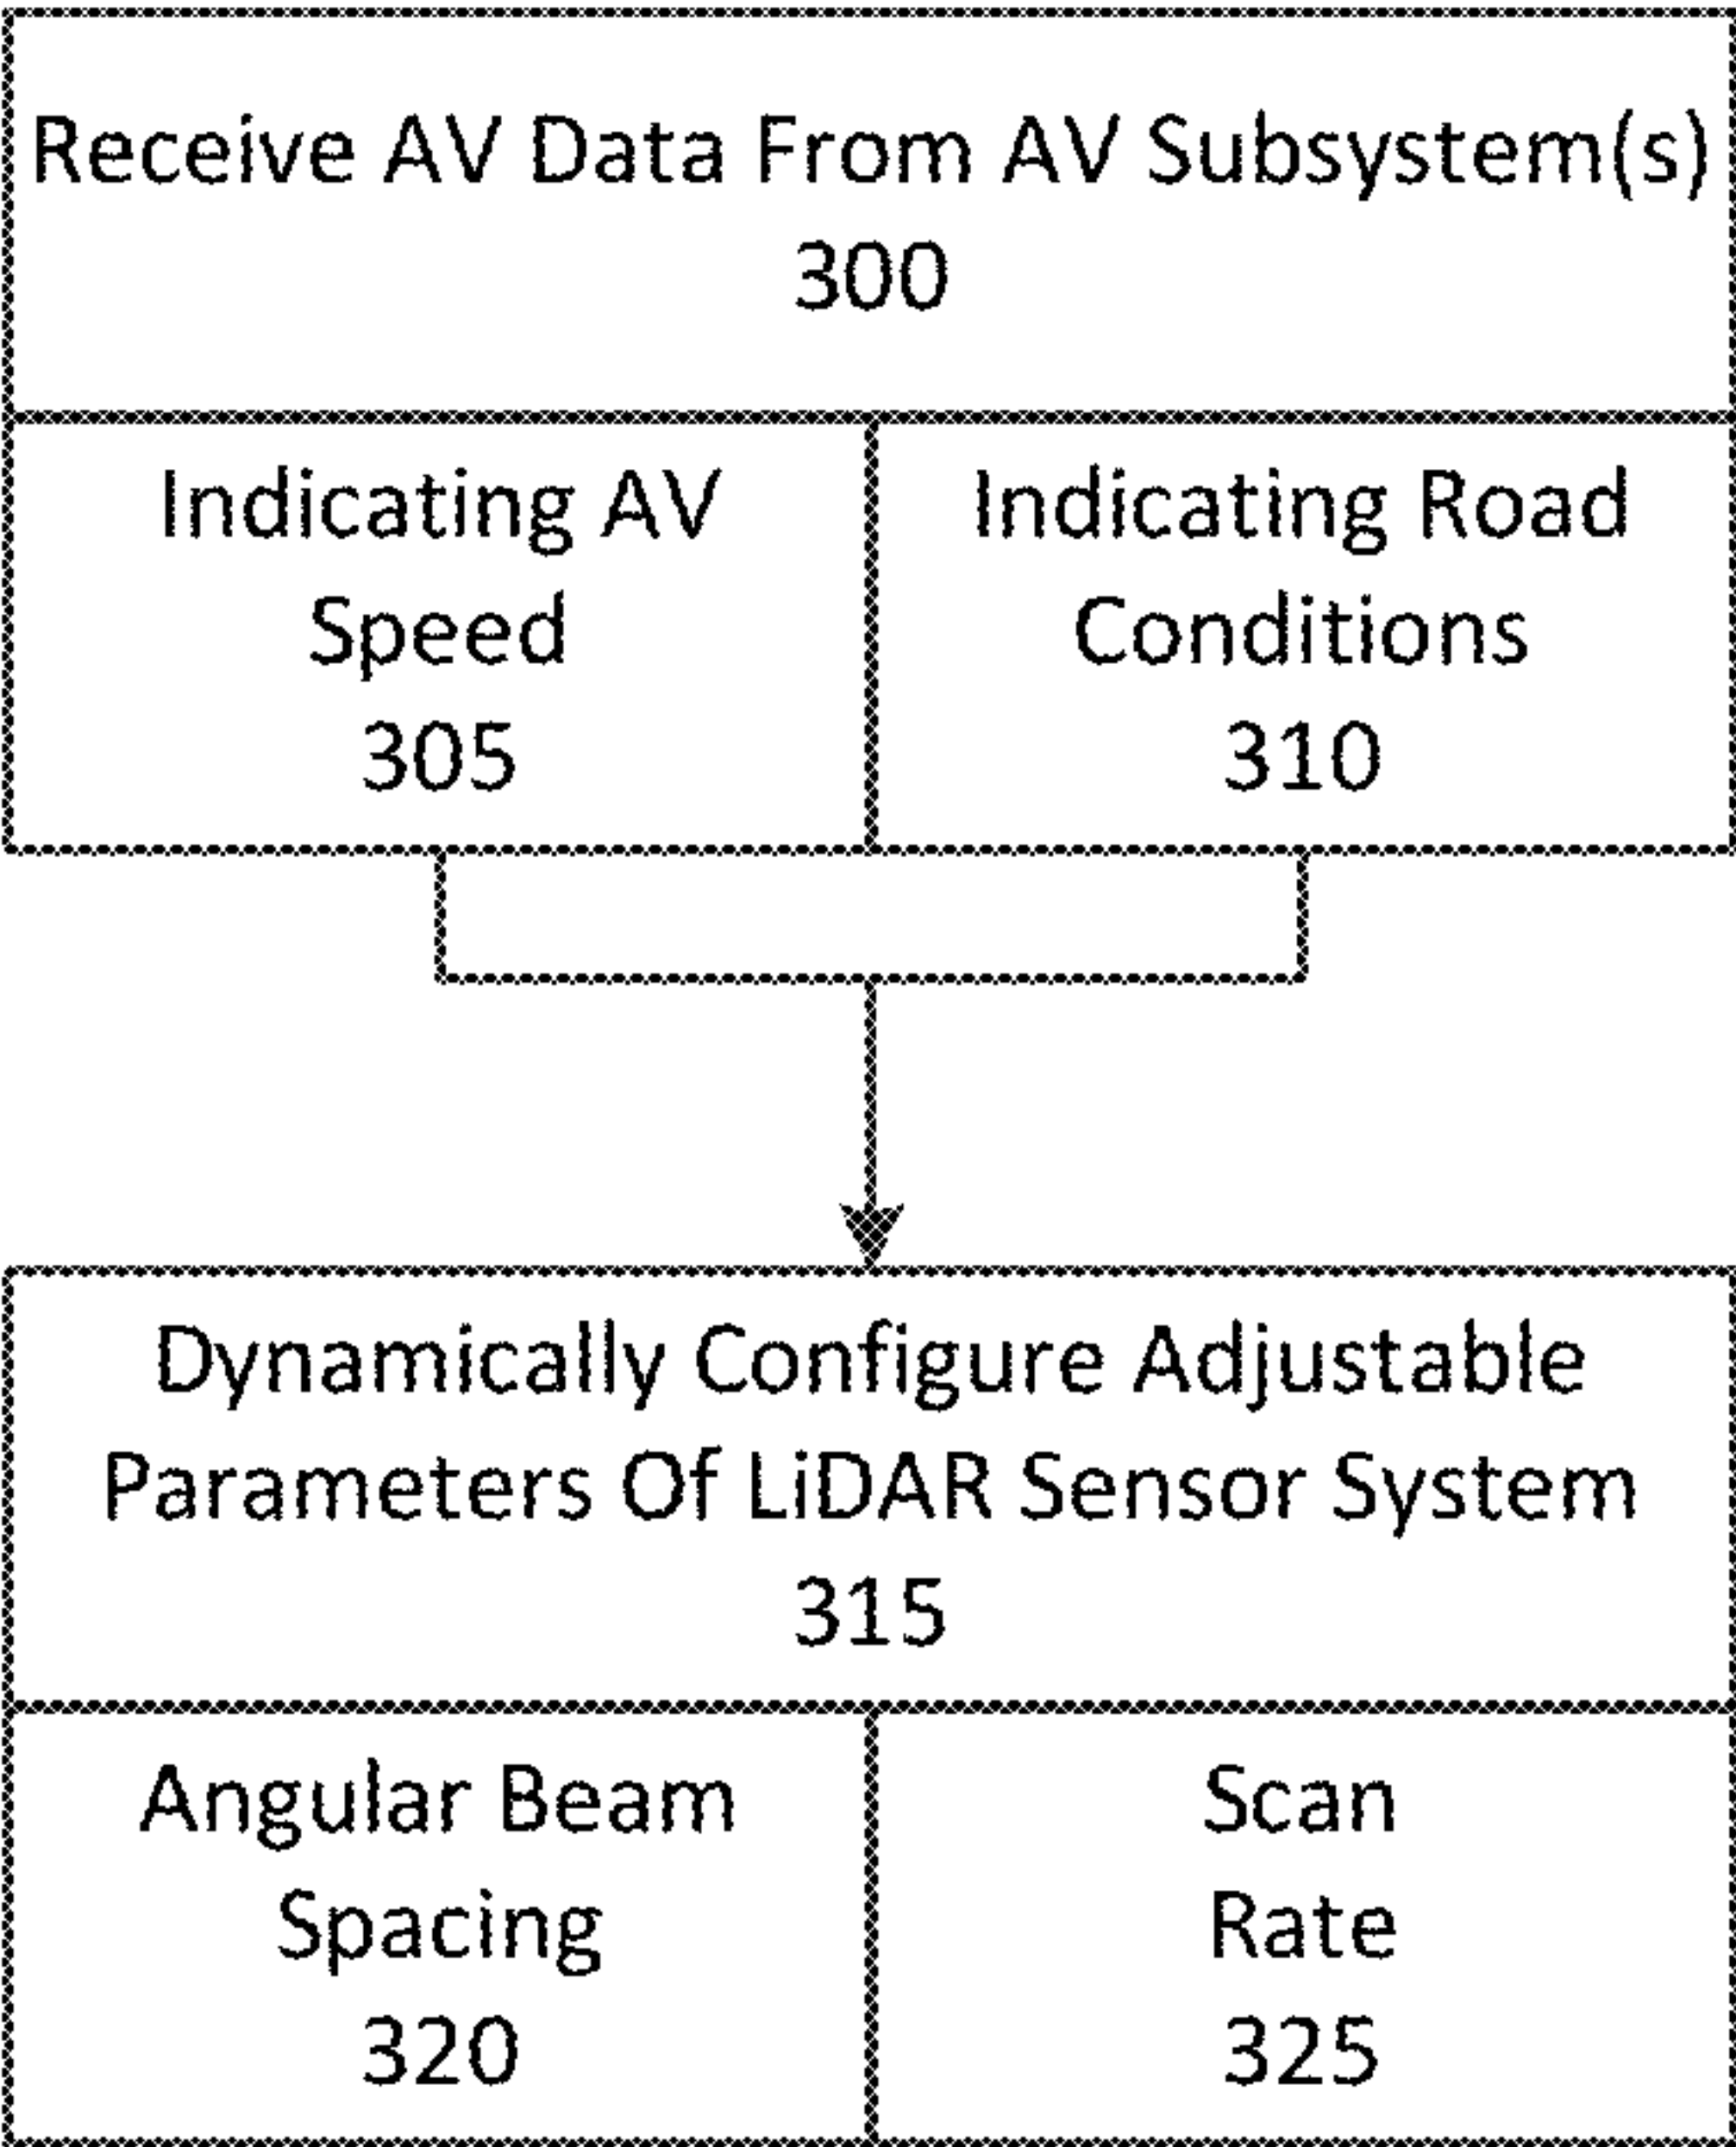 Receive AV Data From AV Subsystem(s)
300
Indicating AV
Speed
305
Indicating Road
Conditions
310
Dynamically Configure Adjustable
Parameters Of LiDAR Sensor System
315
Angular Beam
Spacing
320
Scan
Rate
325